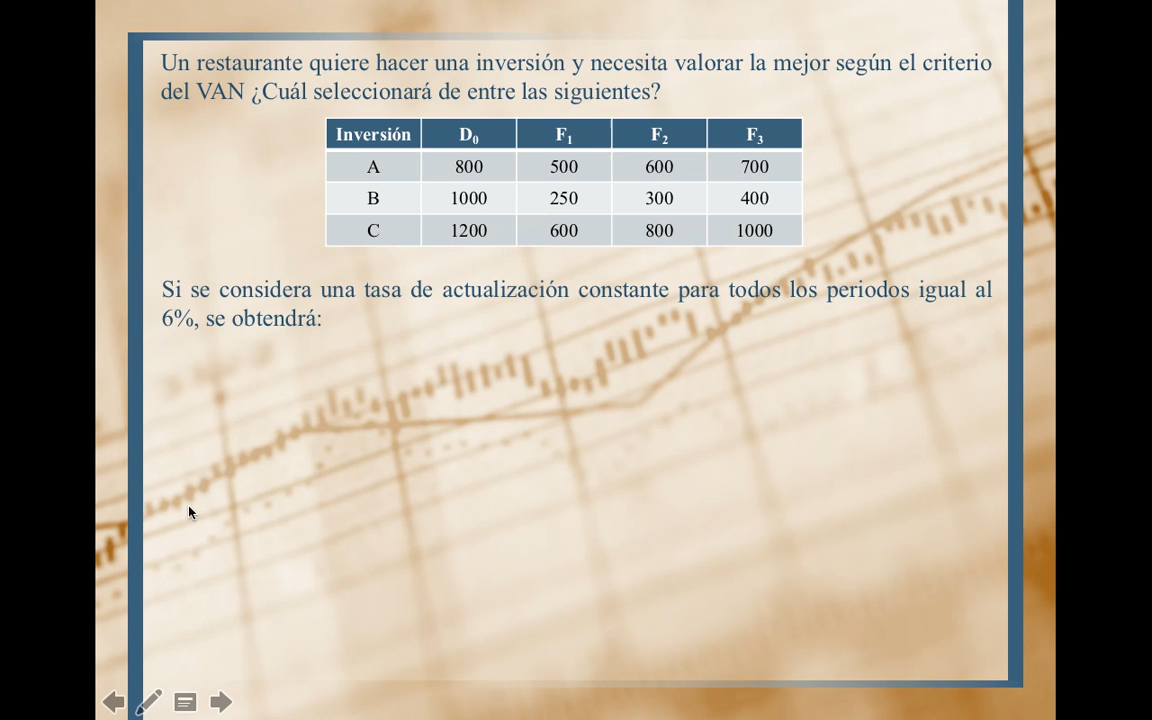 Un restaurante quiere hacer una inversión y necesita valorar la mejor según el criterio
del VAN ¿Cuál seleccionará de entre las siguientes?
Inversión D₀ F₁ F₂ F₃
A 800 500 600 700
B 1000 250 300 400
C 1200 600 800 1000
Si se considera una tasa de actualización constante para todos los periodos igual al
6%, se obtendrá: